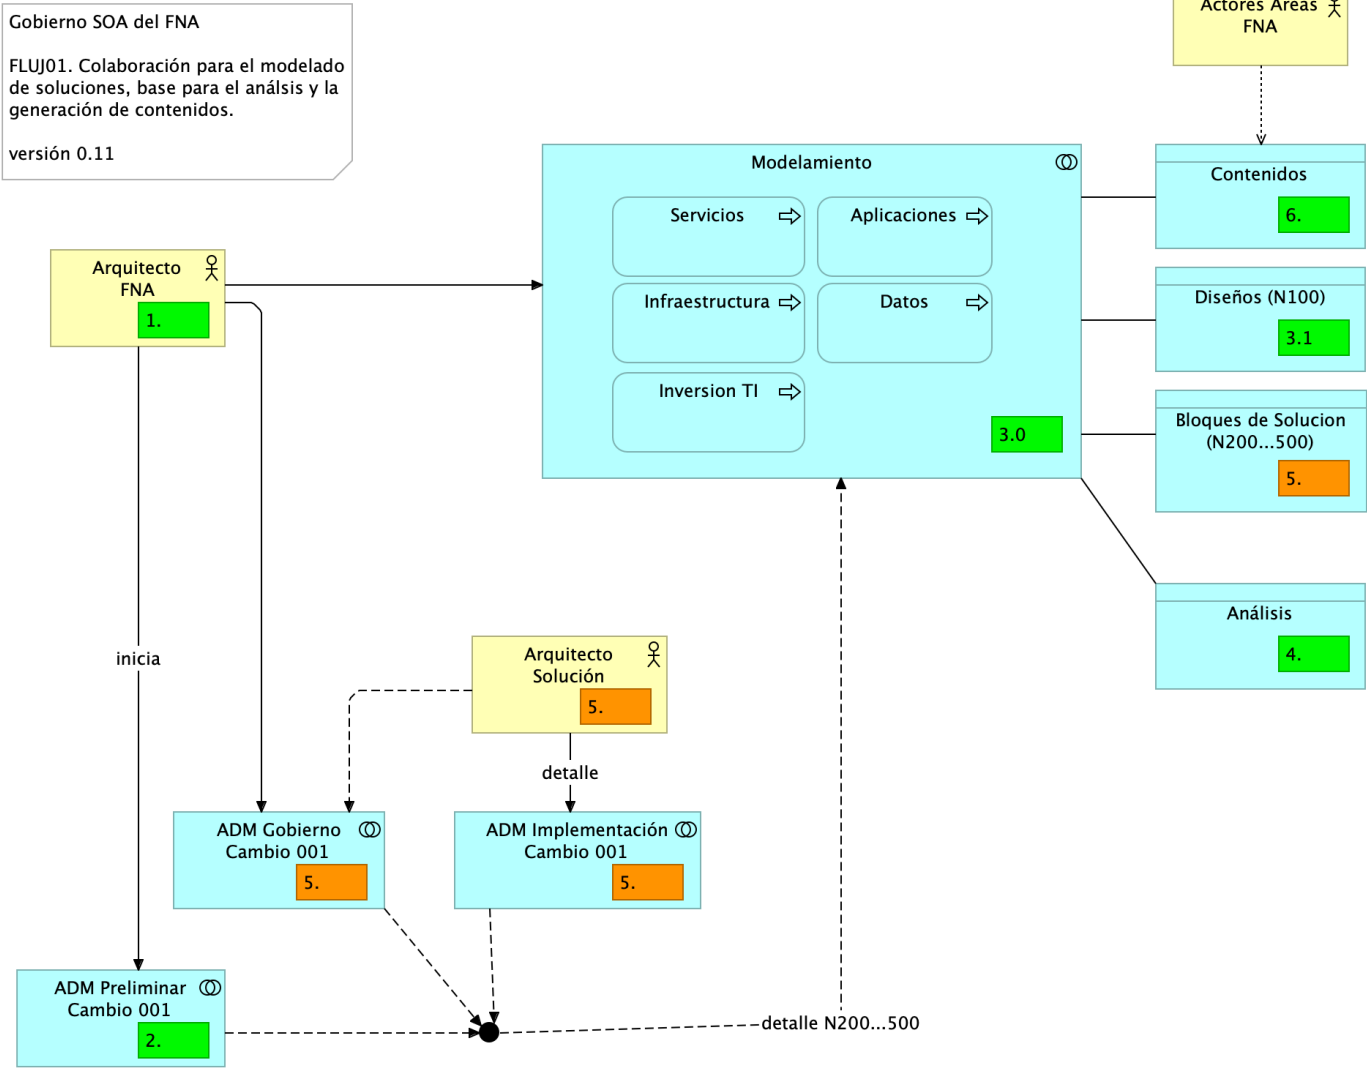 Gobierno SOA del FNA
FLUJ01. Colaboración para el modelado
de soluciones, base para el análsis y la
generación de contenidos.
versión 0.11
Actores Áreas
FNA
Modelamiento
Servicios
Aplicaciones
Infraestructura
Datos
Inversion TI
3.0
Contenidos
6.
Diseños (N100)
3.1
Bloques de Solucion
(N200...500)
5.
Análisis
4.
Arquitecto
FNA
1.
inicia
Arquitecto
Solución
5.
detalle
ADM Gobierno
Cambio 001
5.
ADM Implementación
Cambio 001
5.
ADM Preliminar
Cambio 001
2.
detalle N200...500